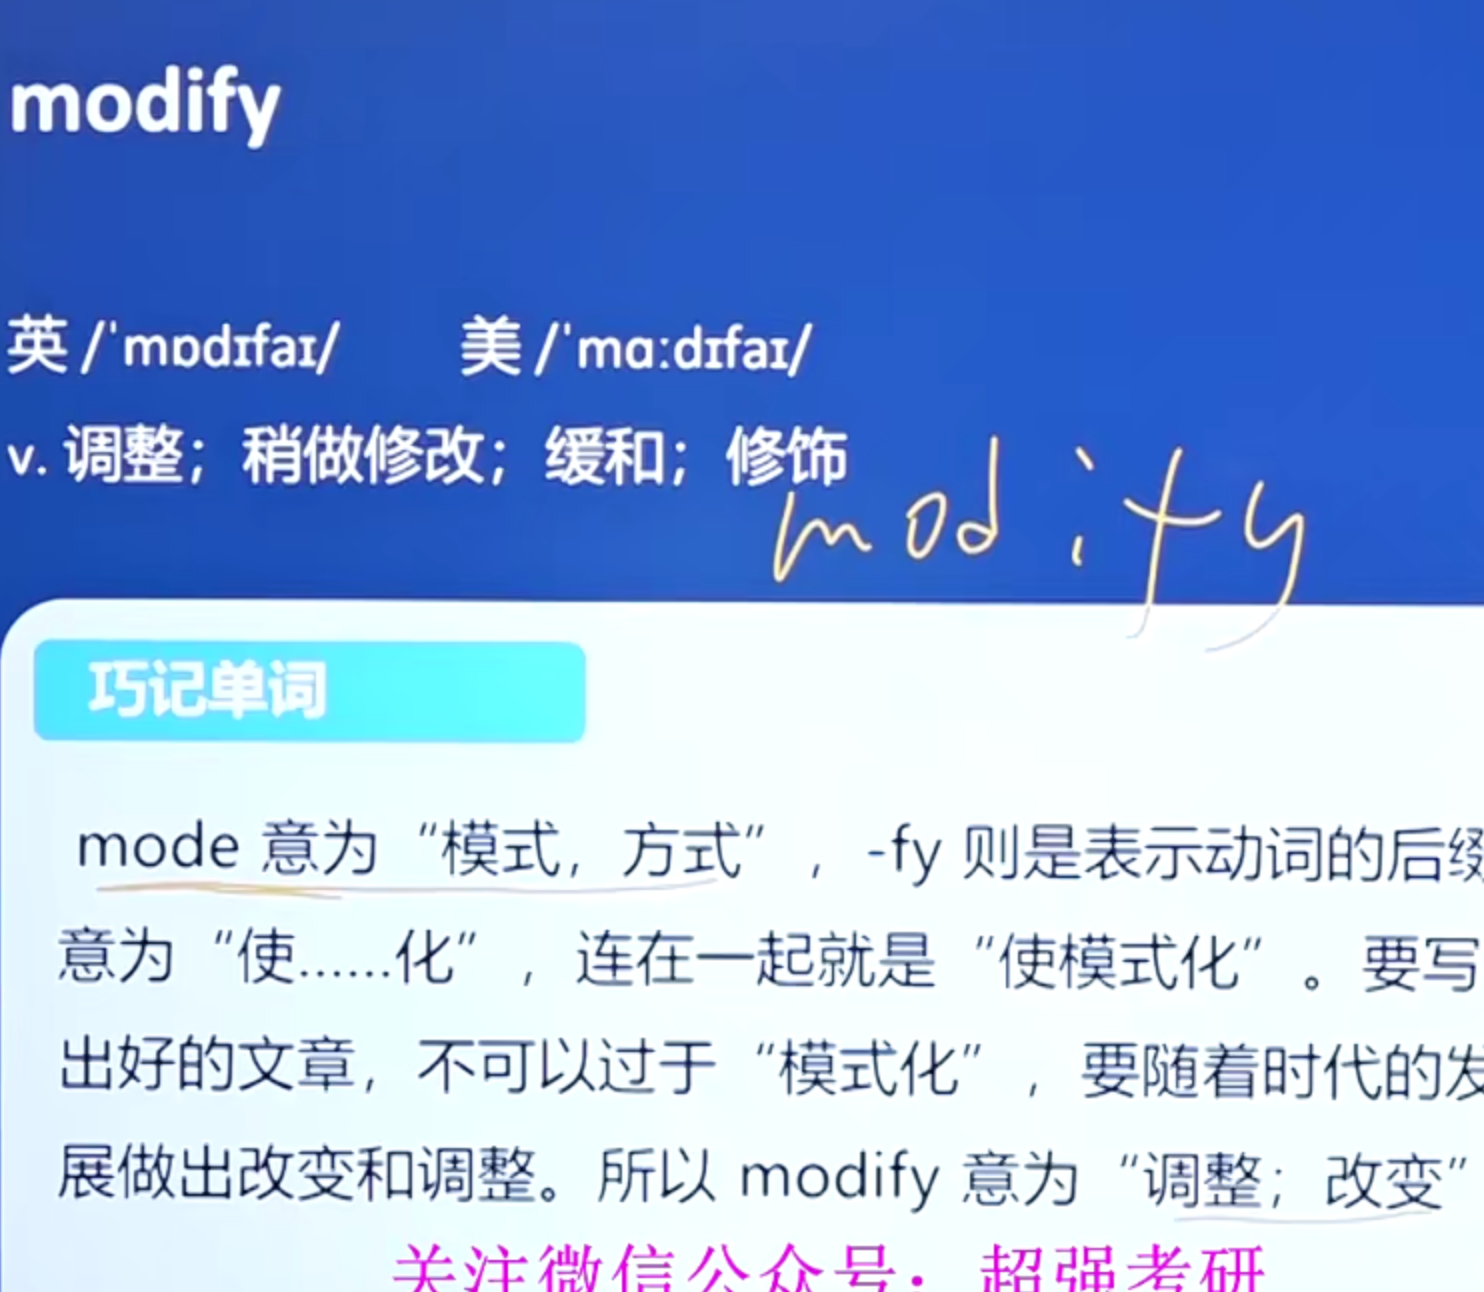 modify
英 /ˈmɒdɪfaɪ/ 美 /ˈmɑːdɪfaɪ/
v. 调整；稍做修改；缓和；修饰
modify
巧记单词
mode 意为“模式，方式”，-fy 则是表示动词的后缀
意为“使……化”，连在一起就是“使模式化”。要写
出好的文章，不可以过于“模式化”，要随着时代的发
展做出改变和调整。所以 modify 意为“调整；改变”
关注微信公众号：超强考研